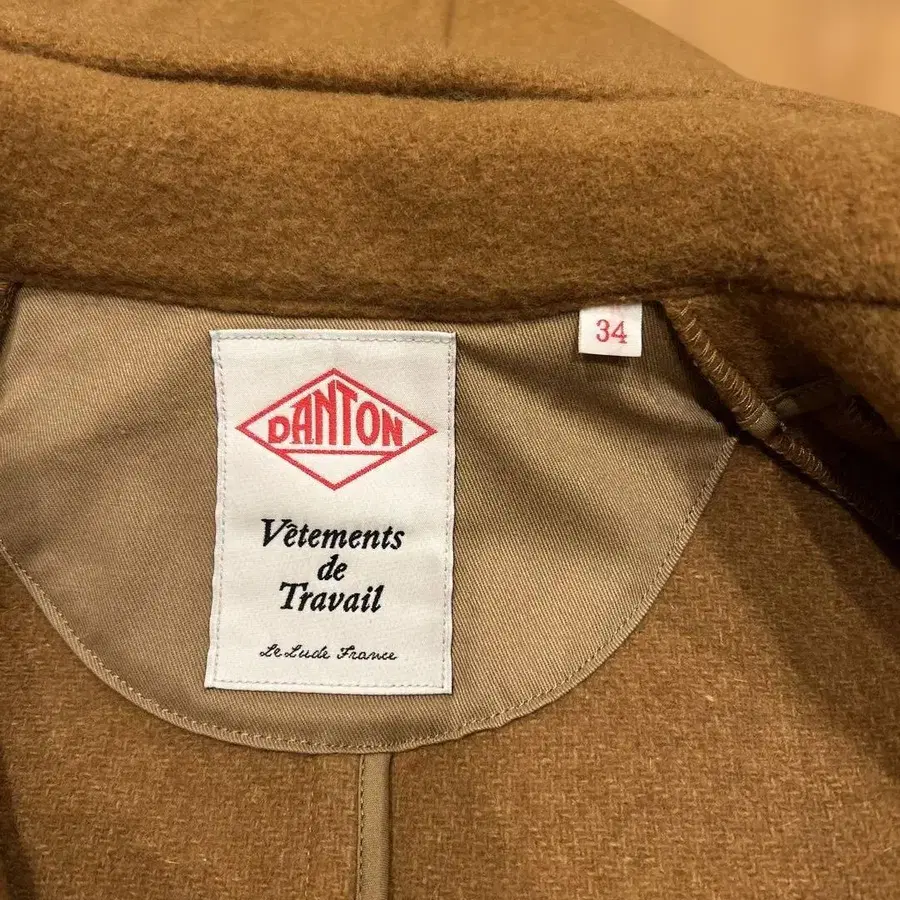 34
DANTON
Vêtements
de
Travail
Le Lude France